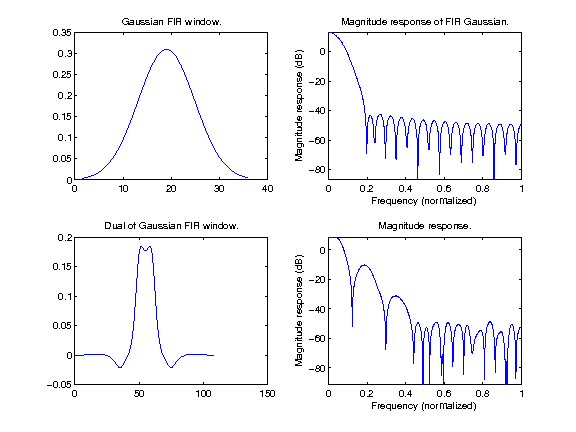 Gaussian FIR window.
0.35
0.3
0.25
0.2
0.15
0.1
0.05
0
0 10 20 30 40
Magnitude response of FIR Gaussian.
Magnitude response (dB)
0
−20
−40
−60
−80
0 0.2 0.4 0.6 0.8 1
Frequency (normalized)
Dual of Gaussian FIR window.
0.2
0.15
0.1
0.05
0
−0.05
0 50 100 150
Magnitude response.
Magnitude response (dB)
0
−20
−40
−60
−80
0 0.2 0.4 0.6 0.8 1
Frequency (normalized)